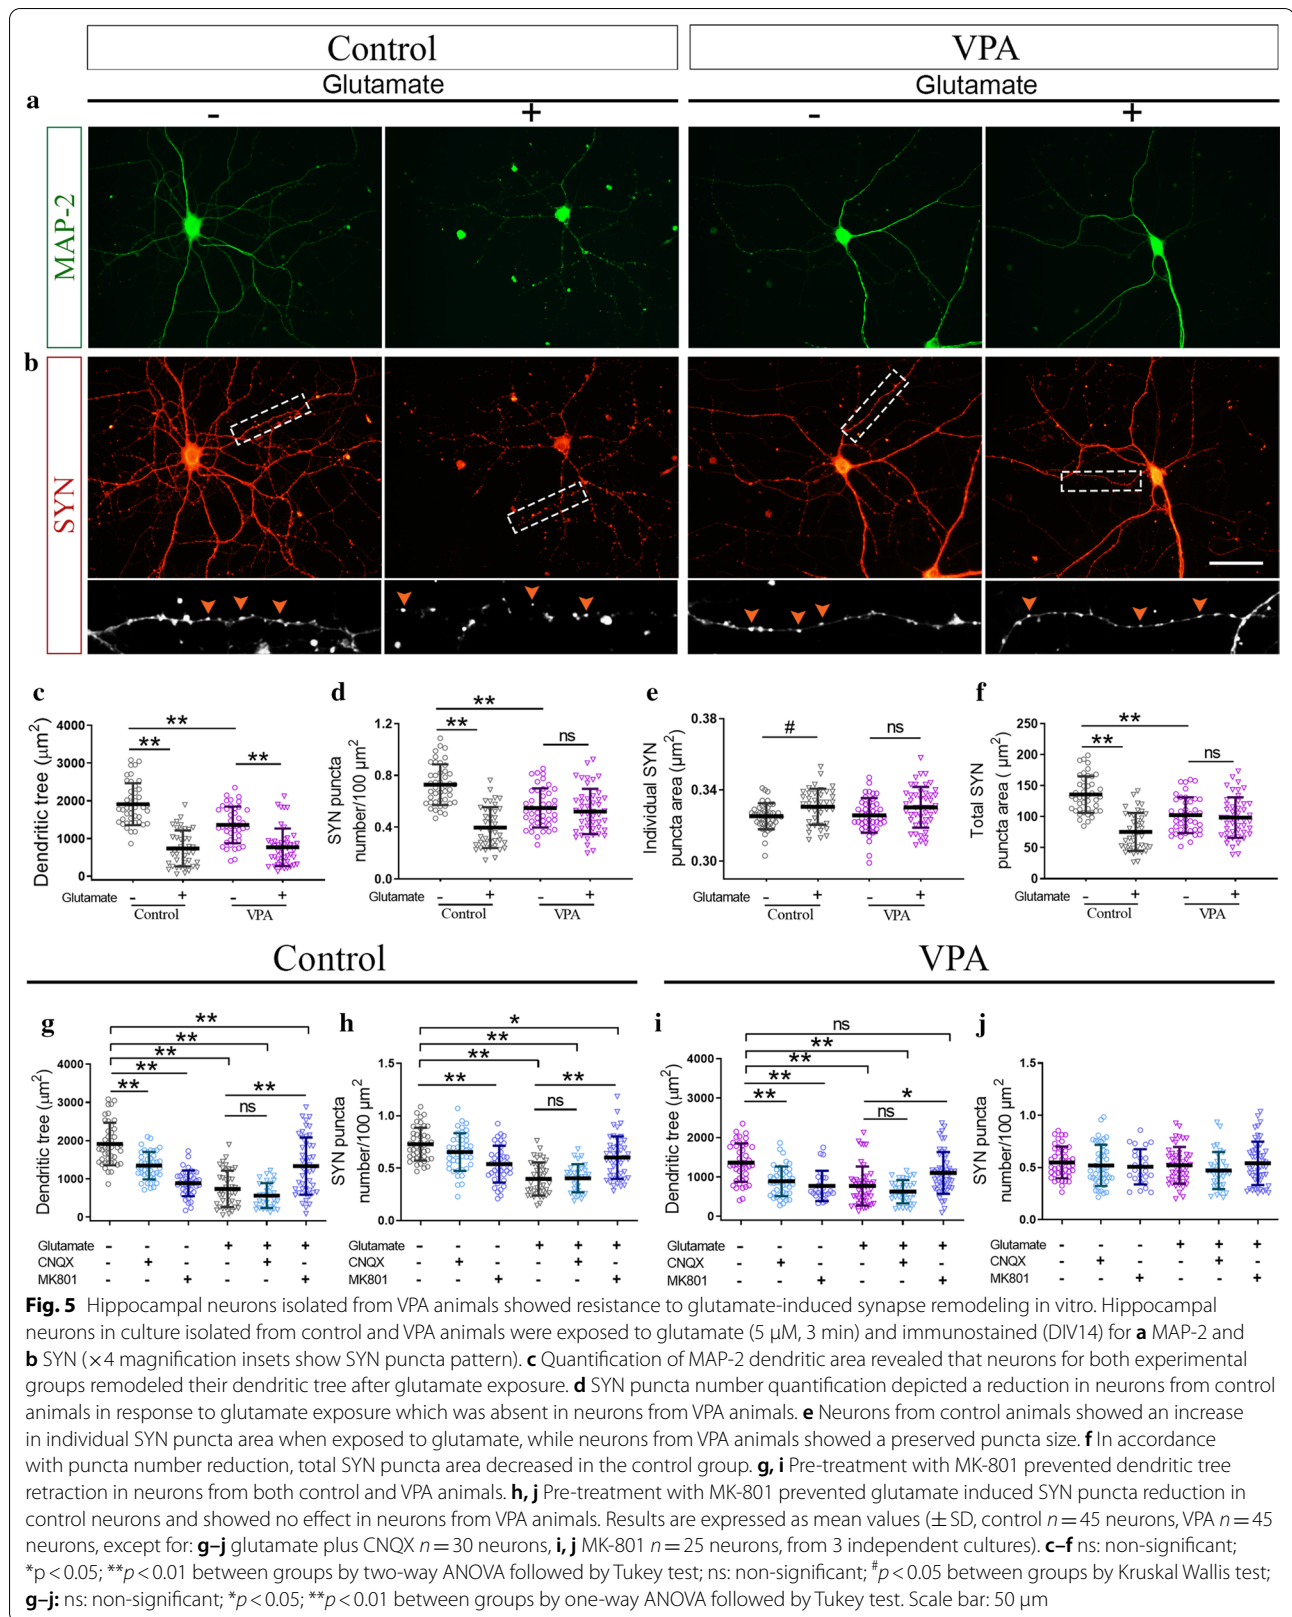 Control VPA
Glutamate Glutamate
a - + - +
MAP-2
b
SYN
c d e f
Dendritic tree (µm²)
4000
3000
2000
1000
0
** ** **
Glutamate - + - +
Control VPA
SYN puncta number/100 µm²
1.2
0.8
0.4
0.0
** ** ns
Glutamate - + - +
Control VPA
Individual SYN puncta area (µm²)
0.38
0.34
0.30
# ns
Glutamate - + - +
Control VPA
Total SYN puncta area ( µm²)
250
200
150
100
50
0
** ** ns
Glutamate - + - +
Control VPA
Control VPA
g h i j
Dendritic tree (µm²)
4000
3000
2000
1000
0
**
**
**
**
** ** ns
SYN puncta number/100 µm²
1.5
1.0
0.5
0.0
*
**
**
** ** ns
Dendritic tree (µm²)
4000
3000
2000
1000
0
ns
**
**
**
** * ns
SYN puncta number/100 µm²
1.5
1.0
0.5
0.0
Glutamate - - - + + + - - - + + + Glutamate - - - + + + - - - + + +
CNQX - + - - + - - + - - + - CNQX - + - - + - - + - - + -
MK801 - - + - - + - - + - - + MK801 - - + - - + - - + - - +
Fig. 5 Hippocampal neurons isolated from VPA animals showed resistance to glutamate-induced synapse remodeling in vitro. Hippocampal
neurons in culture isolated from control and VPA animals were exposed to glutamate (5 µM, 3 min) and immunostained (DIV14) for a MAP-2 and
b SYN (×4 magnification insets show SYN puncta pattern). c Quantification of MAP-2 dendritic area revealed that neurons for both experimental
groups remodeled their dendritic tree after glutamate exposure. d SYN puncta number quantification depicted a reduction in neurons from control
animals in response to glutamate exposure which was absent in neurons from VPA animals. e Neurons from control animals showed an increase
in individual SYN puncta area when exposed to glutamate, while neurons from VPA animals showed a preserved puncta size. f In accordance
with puncta number reduction, total SYN puncta area decreased in the control group. g, i Pre-treatment with MK-801 prevented dendritic tree
retraction in neurons from both control and VPA animals. h, j Pre-treatment with MK-801 prevented glutamate induced SYN puncta reduction in
control neurons and showed no effect in neurons from VPA animals. Results are expressed as mean values (± SD, control n = 45 neurons, VPA n = 45
neurons, except for: g–j glutamate plus CNQX n = 30 neurons, i, j MK-801 n = 25 neurons, from 3 independent cultures). c–f ns: non-significant;
*p < 0.05; **p < 0.01 between groups by two-way ANOVA followed by Tukey test; ns: non-significant; #p < 0.05 between groups by Kruskal Wallis test;
g–j: ns: non-significant; *p < 0.05; **p < 0.01 between groups by one-way ANOVA followed by Tukey test. Scale bar: 50 µm